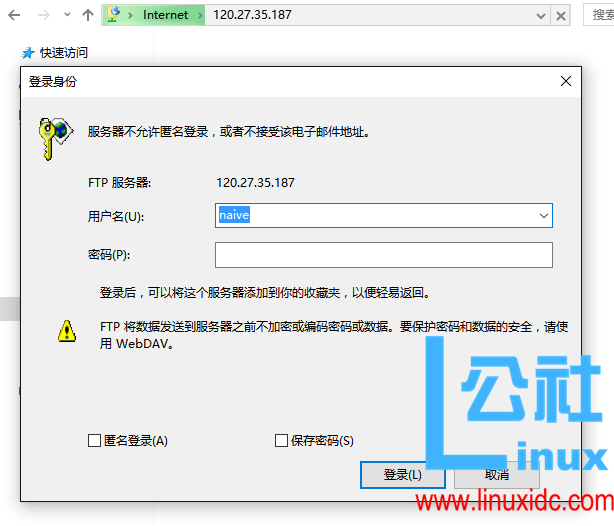 Internet
120.27.35.187
搜索
快速访问
登录身份
服务器不允许匿名登录，或者不接受该电子邮件地址。
FTP 服务器:
120.27.35.187
用户名(U):
naive
密码(P):
登录后，可以将这个服务器添加到你的收藏夹，以便轻易返回。
FTP 将数据发送到服务器之前不加密或编码密码或数据。要保护密码和数据的安全，请使
用 WebDAV。
匿名登录(A)
保存密码(S)
登录(L)
取消
Linux
公社
www.linuxidc.com